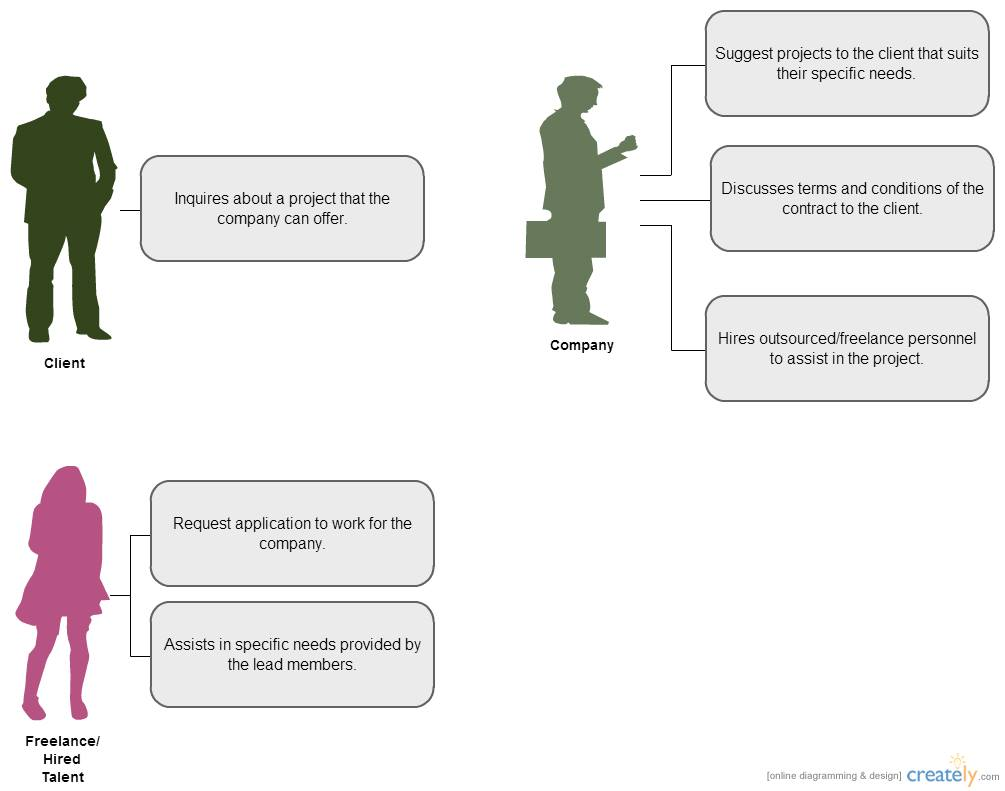 Suggest projects to the client that suits
their specific needs.
Inquires about a project that the
company can offer.
Discusses terms and conditions of the
contract to the client.
Hires outsourced/freelance personnel
to assist in the project.
Client
Company
Request application to work for the
company.
Assists in specific needs provided by
the lead members.
Freelance/
Hired
Talent
[online diagramming & design] creately.com